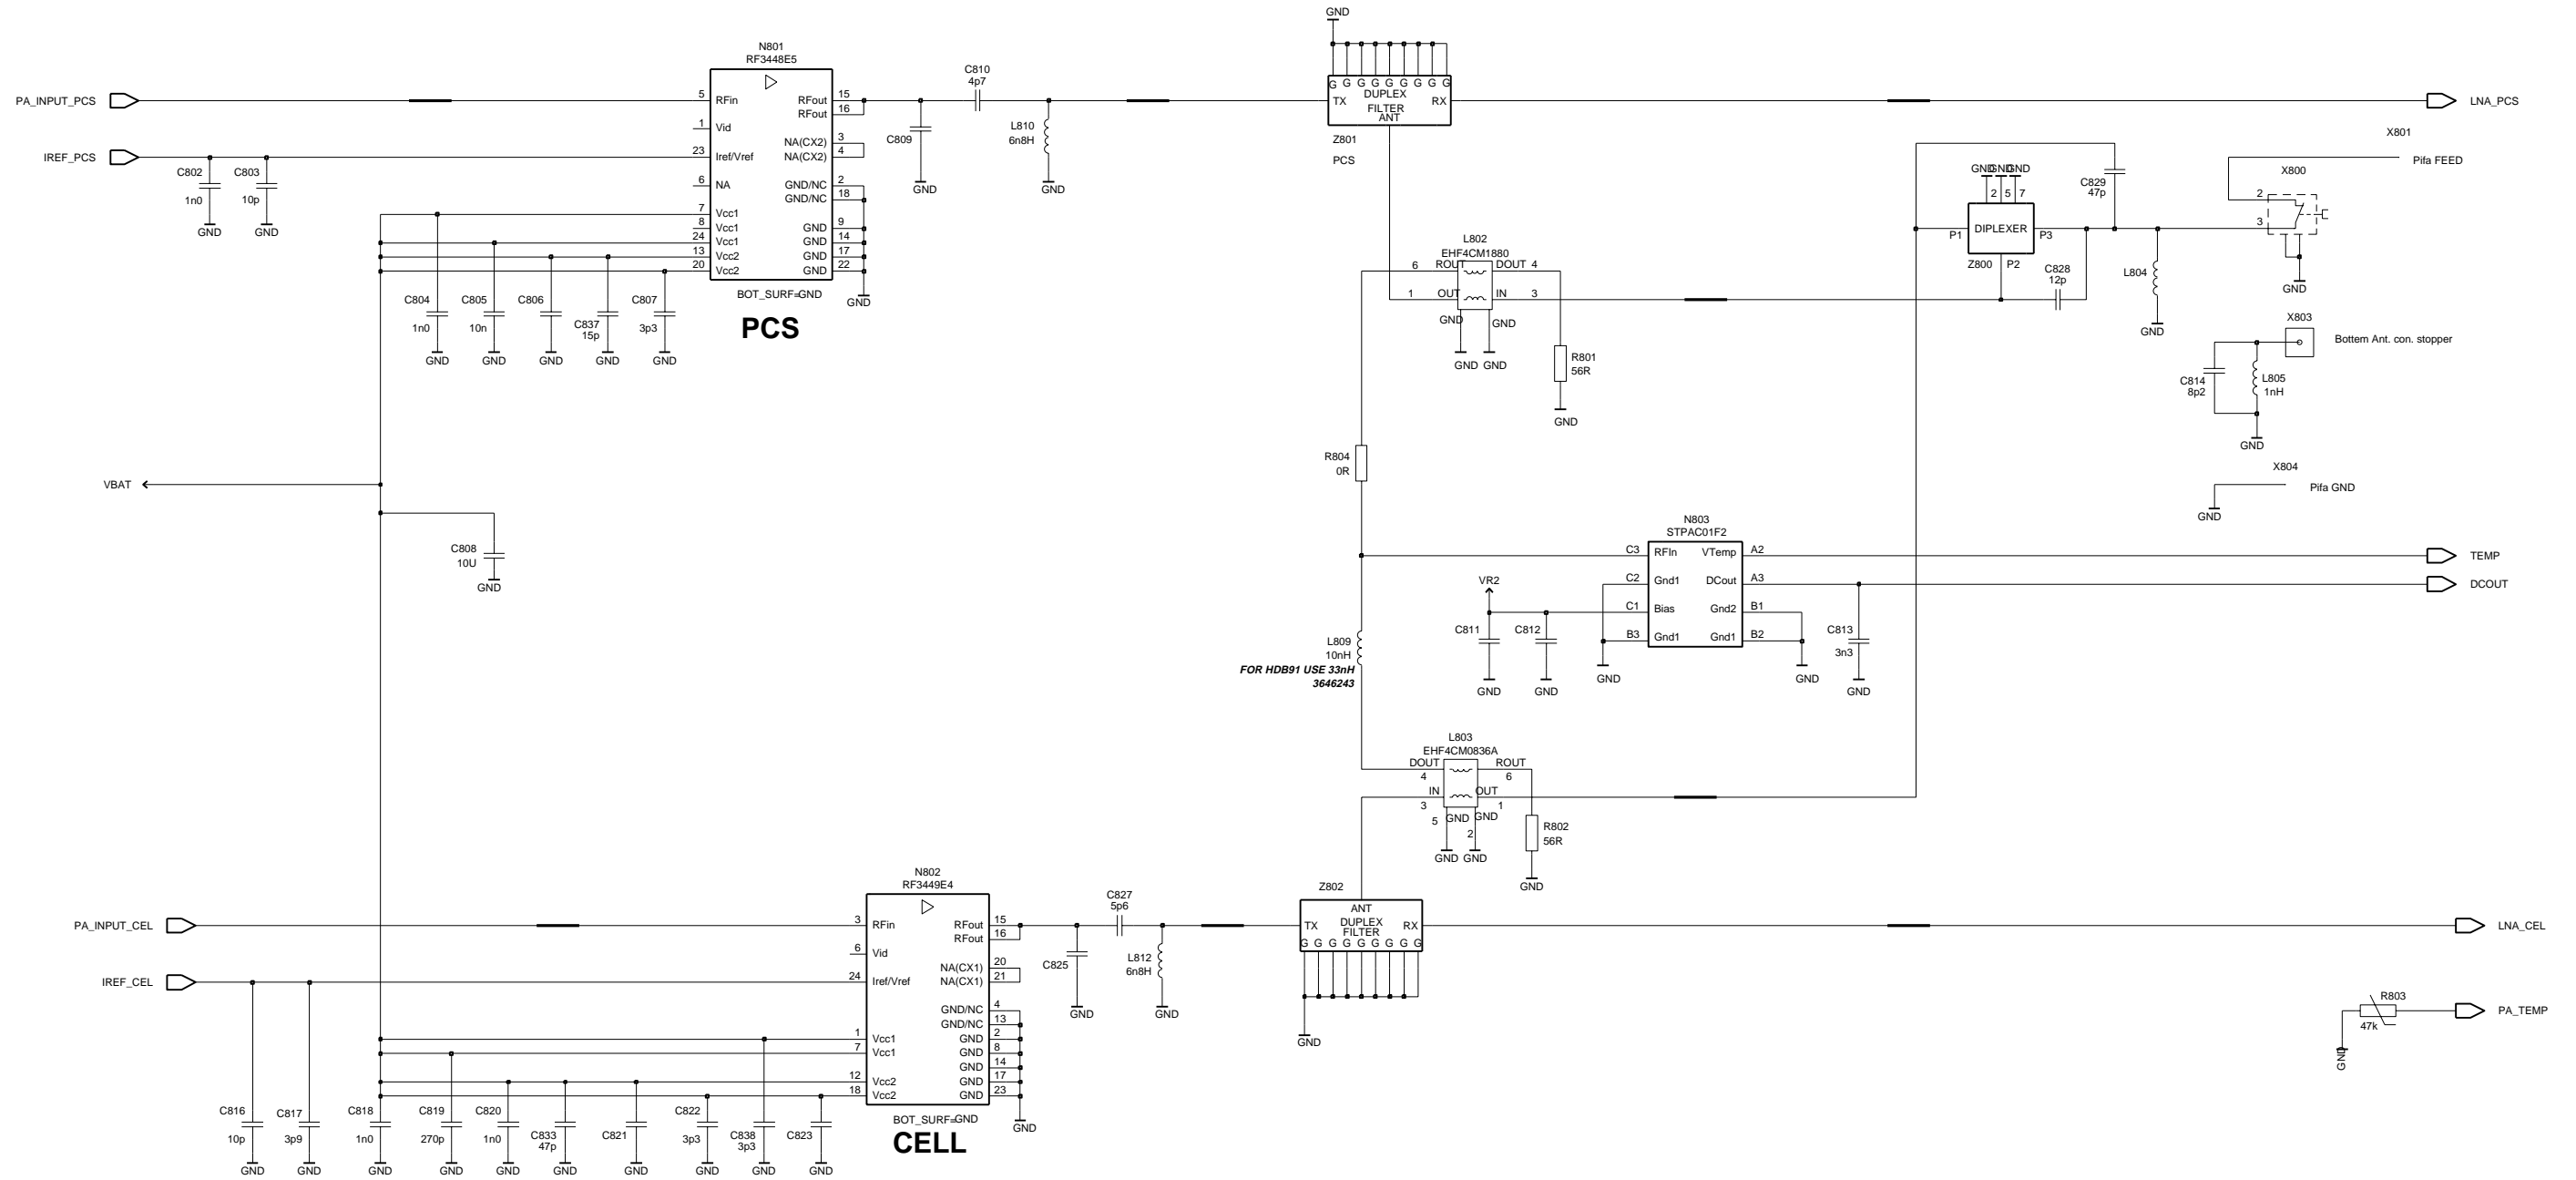 GND
N801
RF3448E5
PA_INPUT_PCS
5 RFin RFout 15
RFout 16
1 Vid
NA(CX2) 3
IREF_PCS
23 Iref/Vref NA(CX2) 4
6 NA GND/NC 2
GND/NC 18
7 Vcc1
8 Vcc1 GND 9
24 Vcc1 GND 14
13 Vcc2 GND 17
20 Vcc2 GND 22
BOT_SURF=GND
GND
PCS
C802
1n0
GND
C803
10p
GND
C804
1n0
GND
C805
10n
GND
C806
GND
C837
15p
GND
C807
3p3
GND
C809
GND
C810
4p7
L810
6n8H
GND
G G G G G G G G G
DUPLEX
TX FILTER RX
ANT
Z801
PCS
LNA_PCS
X801
Pifa FEED
X800
2
3
GND
GND GND GND
2 5 7
P1 DIPLEXER P3
Z800 P2
C829
47p
C828
12p
L804
GND
L802
EHF4CM1880
6 ROUT DOUT 4
1 OUT IN 3
GND GND
GND GND
R801
56R
GND
X803
Bottem Ant. con. stopper
C814
8p2
L805
1nH
GND
X804
Pifa GND
GND
R804
0R
VBAT
C808
10U
GND
N803
STPAC01F2
C3 RFIn VTemp A2
TEMP
C2 Gnd1 DCout A3
DCOUT
C1 Bias Gnd2 B1
B3 Gnd1 Gnd1 B2
VR2
C811
GND
C812
GND
GND
GND
C813
3n3
GND
L809
10nH
FOR HDB91 USE 33nH
3646243
L803
EHF4CM0836A
DOUT ROUT
4 6
IN OUT
3 1
5 GND GND
2
GND GND
R802
56R
GND
N802
RF3449E4
PA_INPUT_CEL
3 RFin RFout 15
RFout 16
6 Vid
NA(CX1) 20
IREF_CEL
24 Iref/Vref NA(CX1) 21
GND/NC 4
GND/NC 13
1 Vcc1 GND 2
7 Vcc1 GND 8
GND 14
12 Vcc2 GND 17
18 Vcc2 GND 23
BOT_SURF=GND
GND
CELL
C827
5p6
C825
GND
L812
6n8H
GND
Z802
ANT
TX DUPLEX RX
FILTER
G G G G G G G G G
GND
LNA_CEL
R803
47k
PA_TEMP
GND
C816
10p
GND
C817
3p9
GND
C818
1n0
GND
C819
270p
GND
C820
1n0
GND
C833
47p
GND
C821
GND
C822
3p3
GND
C838
3p3
GND
C823
GND